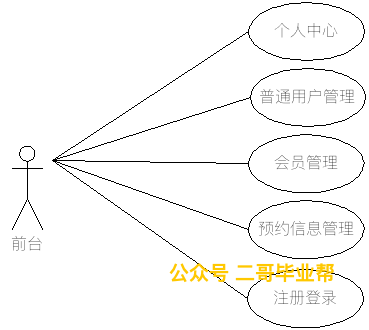 个人中心
普通用户管理
会员管理
预约信息管理
前台
公众号 二哥毕业帮
注册登录